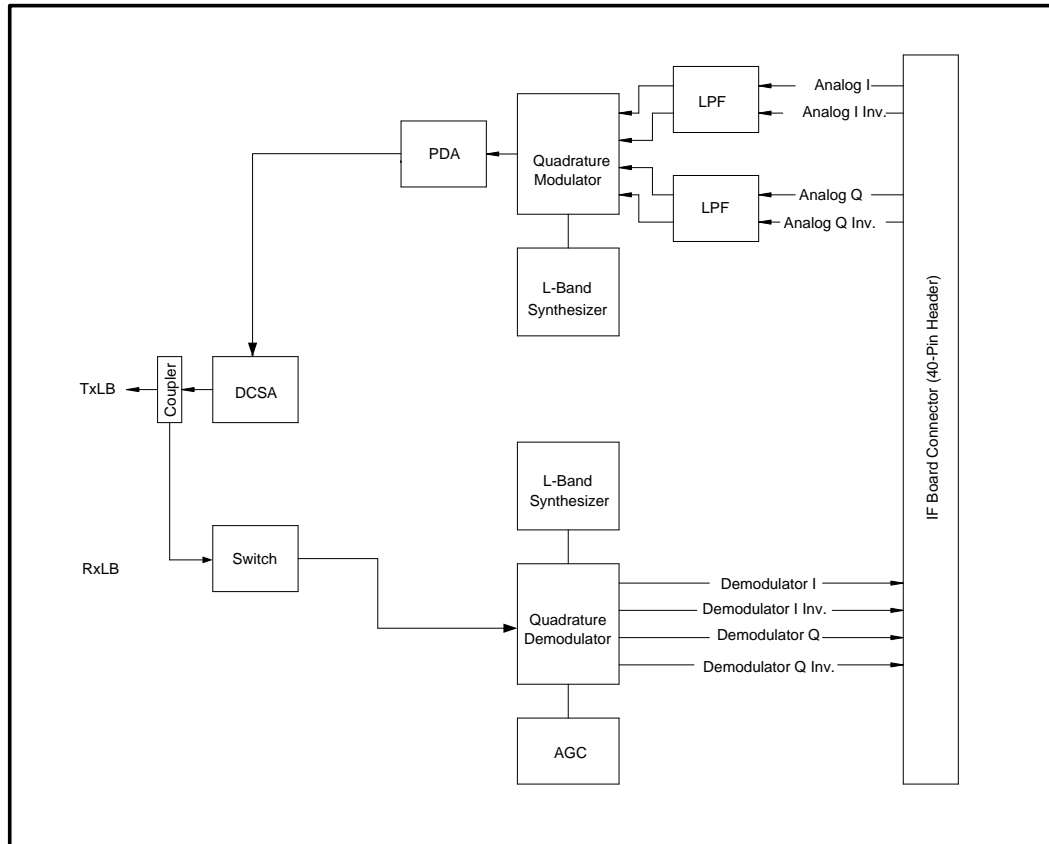 Analog I
LPF
Analog I Inv.
PDA
Quadrature
Modulator
Analog Q
LPF
Analog Q Inv.
L-Band
Synthesizer
IF Board Connector (40-Pin Header)
TxLB
Coupler
DCSA
L-Band
Synthesizer
RxLB
Switch
Demodulator I
Demodulator I Inv.
Quadrature
Demodulator
Demodulator Q
Demodulator Q Inv.
AGC